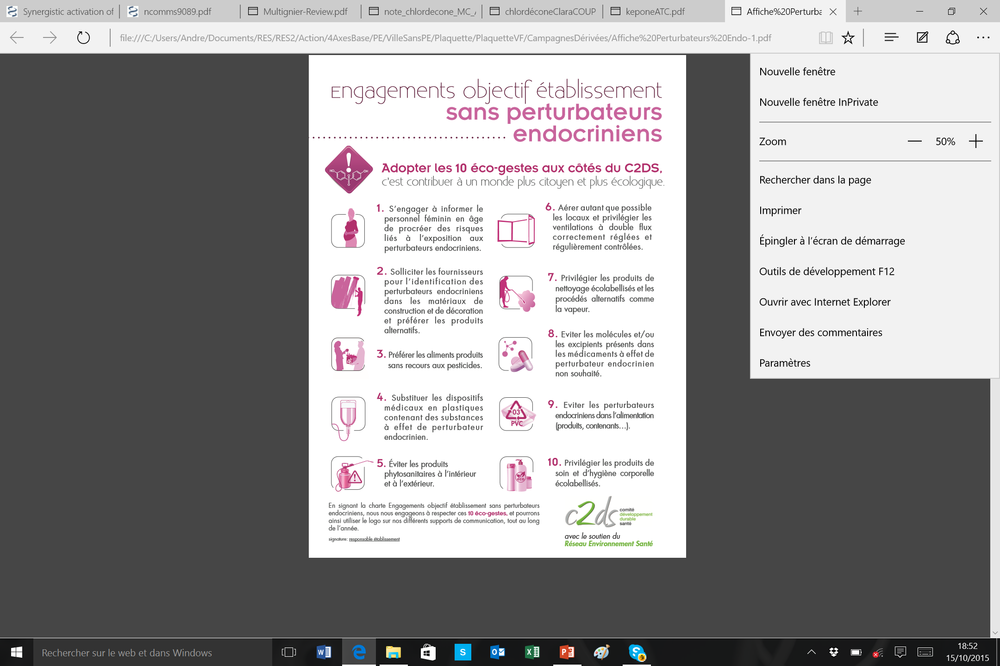 Synergistic activation of
ncomms9089.pdf
Multignier-Review.pdf
note_chlordecone_MC_
chlordéconeClaraCOUP
keponeATC.pdf
Affiche%20Perturba
file:///C:/Users/Andre/Documents/RES/RES2/Action/4AxesBase/PE/VilleSansPE/Plaquette/PlaquetteVF/CampagnesDérivées/Affiche%20Perturbateurs%20Endo-1.pdf
Nouvelle fenêtre
Nouvelle fenêtre InPrivate
Zoom
50%
Rechercher dans la page
Imprimer
Épingler à l'écran de démarrage
Outils de développement F12
Ouvrir avec Internet Explorer
Envoyer des commentaires
Paramètres
Engagements objectif établissement
sans perturbateurs
endocriniens
HO
OH
Adopter les 10 éco-gestes aux côtés du C2DS,
c'est contribuer à un monde plus citoyen et plus écologique.
1. S'engager à informer le
personnel féminin en âge
de procréer des risques
liés à l'exposition aux
perturbateurs endocriniens.
2. Solliciter les fournisseurs
pour l'identification des
perturbateurs endocriniens
dans les matériaux de
construction et de décoration
et préférer les produits
alternatifs.
3. Préférer les aliments produits
sans recours aux pesticides.
4. Substituer les dispositifs
médicaux en plastiques
contenant des substances
à effet de perturbateur
endocrinien.
5. Éviter les produits
phytosanitaires à l'intérieur
et à l'extérieur.
6. Aérer autant que possible
les locaux et privilégier les
ventilations à double flux
correctement réglées et
régulièrement contrôlées.
7. Privilégier les produits de
nettoyage écolabellisés et les
procédés alternatifs comme
la vapeur.
8. Eviter les molécules et/ou
les excipients présents dans
les médicaments à effet de
perturbateur endocrinien
non souhaité.
03
PVC
9. Eviter les perturbateurs
endocriniens dans l'alimentation
(produits, contenants...).
eco
10. Privilégier les produits de
soin et d'hygiène corporelle
écolabellisés.
En signant la charte Engagements objectif établissement sans perturbateurs
endocriniens, nous nous engageons à respecter ces 10 éco-gestes, et pourrons
ainsi utiliser le logo sur nos différents supports de communication, tout au long
de l'année.
signature: responsable établissement
c2ds
comité
développement
durable
santé
avec le soutien du
Réseau Environnement Santé
Rechercher sur le web et dans Windows
18:52
15/10/2015